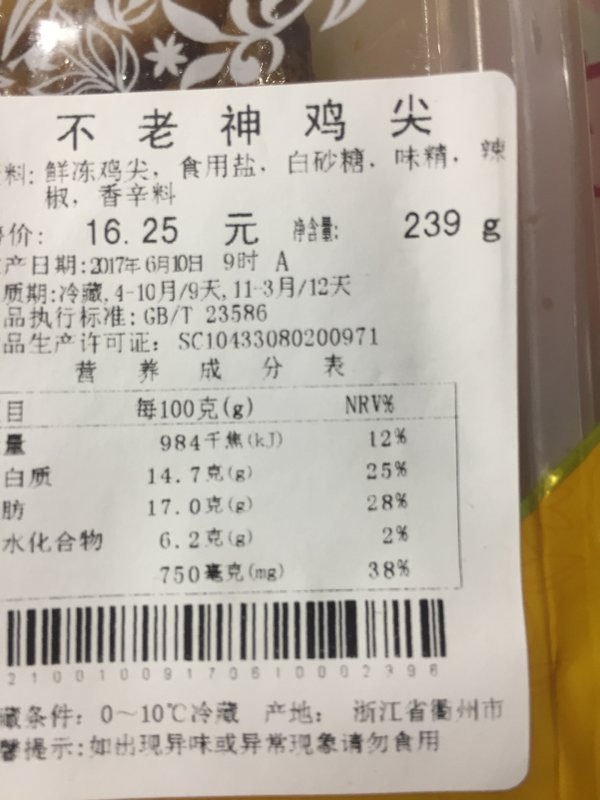 不老神鸡尖
料: 鲜冻鸡尖, 食用盐. 白砂糖. 味精. 辣
椒, 香辛料
价: 16.25 元 净含量: 239 g
产日期:2017年6月10日 9时 A
质期:冷藏,4-10月/9天,11-3月/12天
品执行标准: GB/T 23586
品生产许可证: SC10433080200971
营养成分表
目 每100克(g) NRV%
量 984千焦(kJ) 12%
白质 14.7克(g) 25%
肪 17.0克(g) 28%
水化合物 6.2克(g) 2%
750毫克(mg) 38%
藏条件: 0~10℃冷藏 产地: 浙江省衢州市
馨提示:如出现异味或异常现象请勿食用